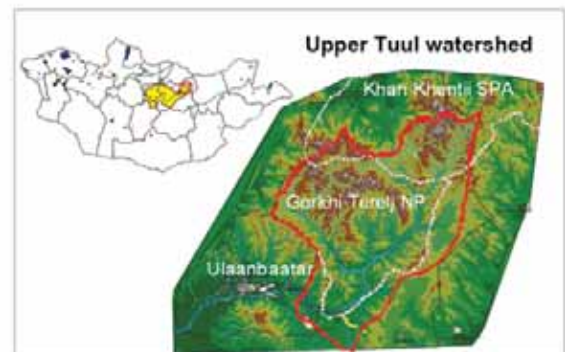 Upper Tuul watershed
Khan Khentii SPA
Gorkhi-Terelj NP
Ulaanbaatar